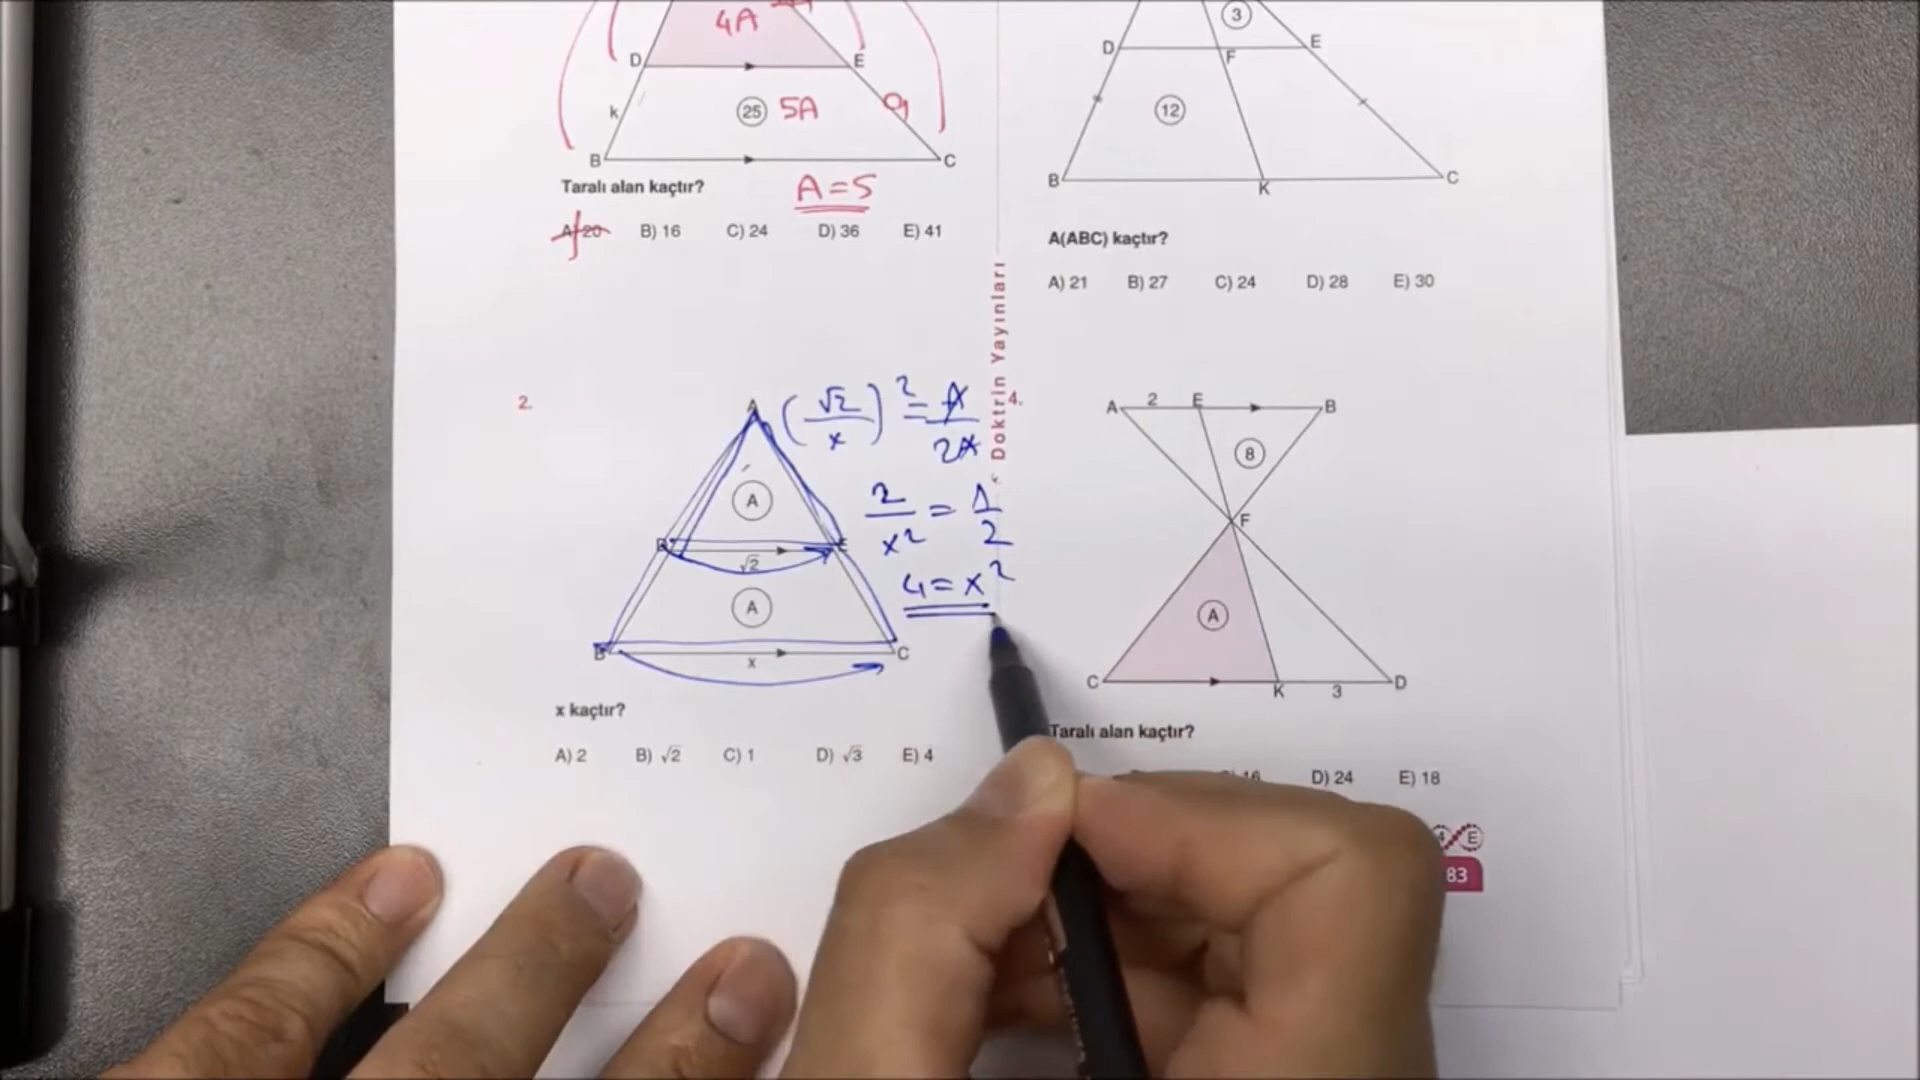 4A
D
E
k
25
5A
B
C
Taralı alan kaçtır?
A=5
A) 20 B) 16 C) 24 D) 36 E) 41
3
D
E
F
12
B
K
C
A(ABC) kaçtır?
A) 21 B) 27 C) 24 D) 28 E) 30
Doktrin Yayınları
2.
A
(√2/x)² = A/2A
A
2/x² = 1/2
E
√2
4 = x²
A
B
x
C
x kaçtır?
A) 2 B) √2 C) 1 D) √3 E) 4
4.
A 2 E B
8
F
A
C
K 3 D
Taralı alan kaçtır?
16 D) 24 E) 18
E
83